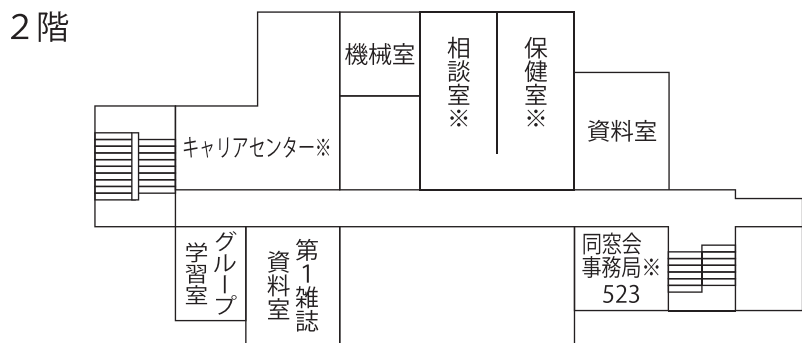 2階
機械室
相談室※
保健室※
キャリアセンター※
資料室
グループ
学習室
第1雑誌
資料室
同窓会
事務局※
523